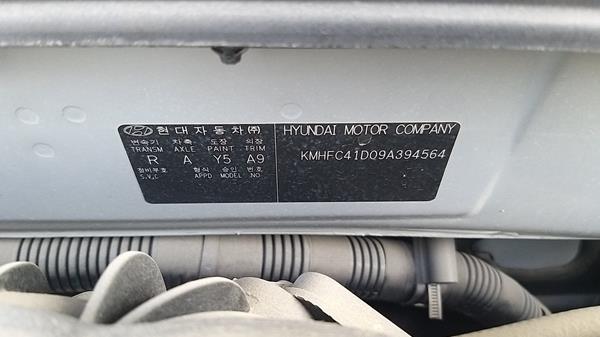 현대자동차(주)
HYUNDAI MOTOR COMPANY
변속기 차축 도장 의장
TRANSM AXLE PAINT TRIM
R A Y5 A9
정비부호 형식 승인 번호
S.V.C APPD MODEL NO
KMHFC41D09A394564